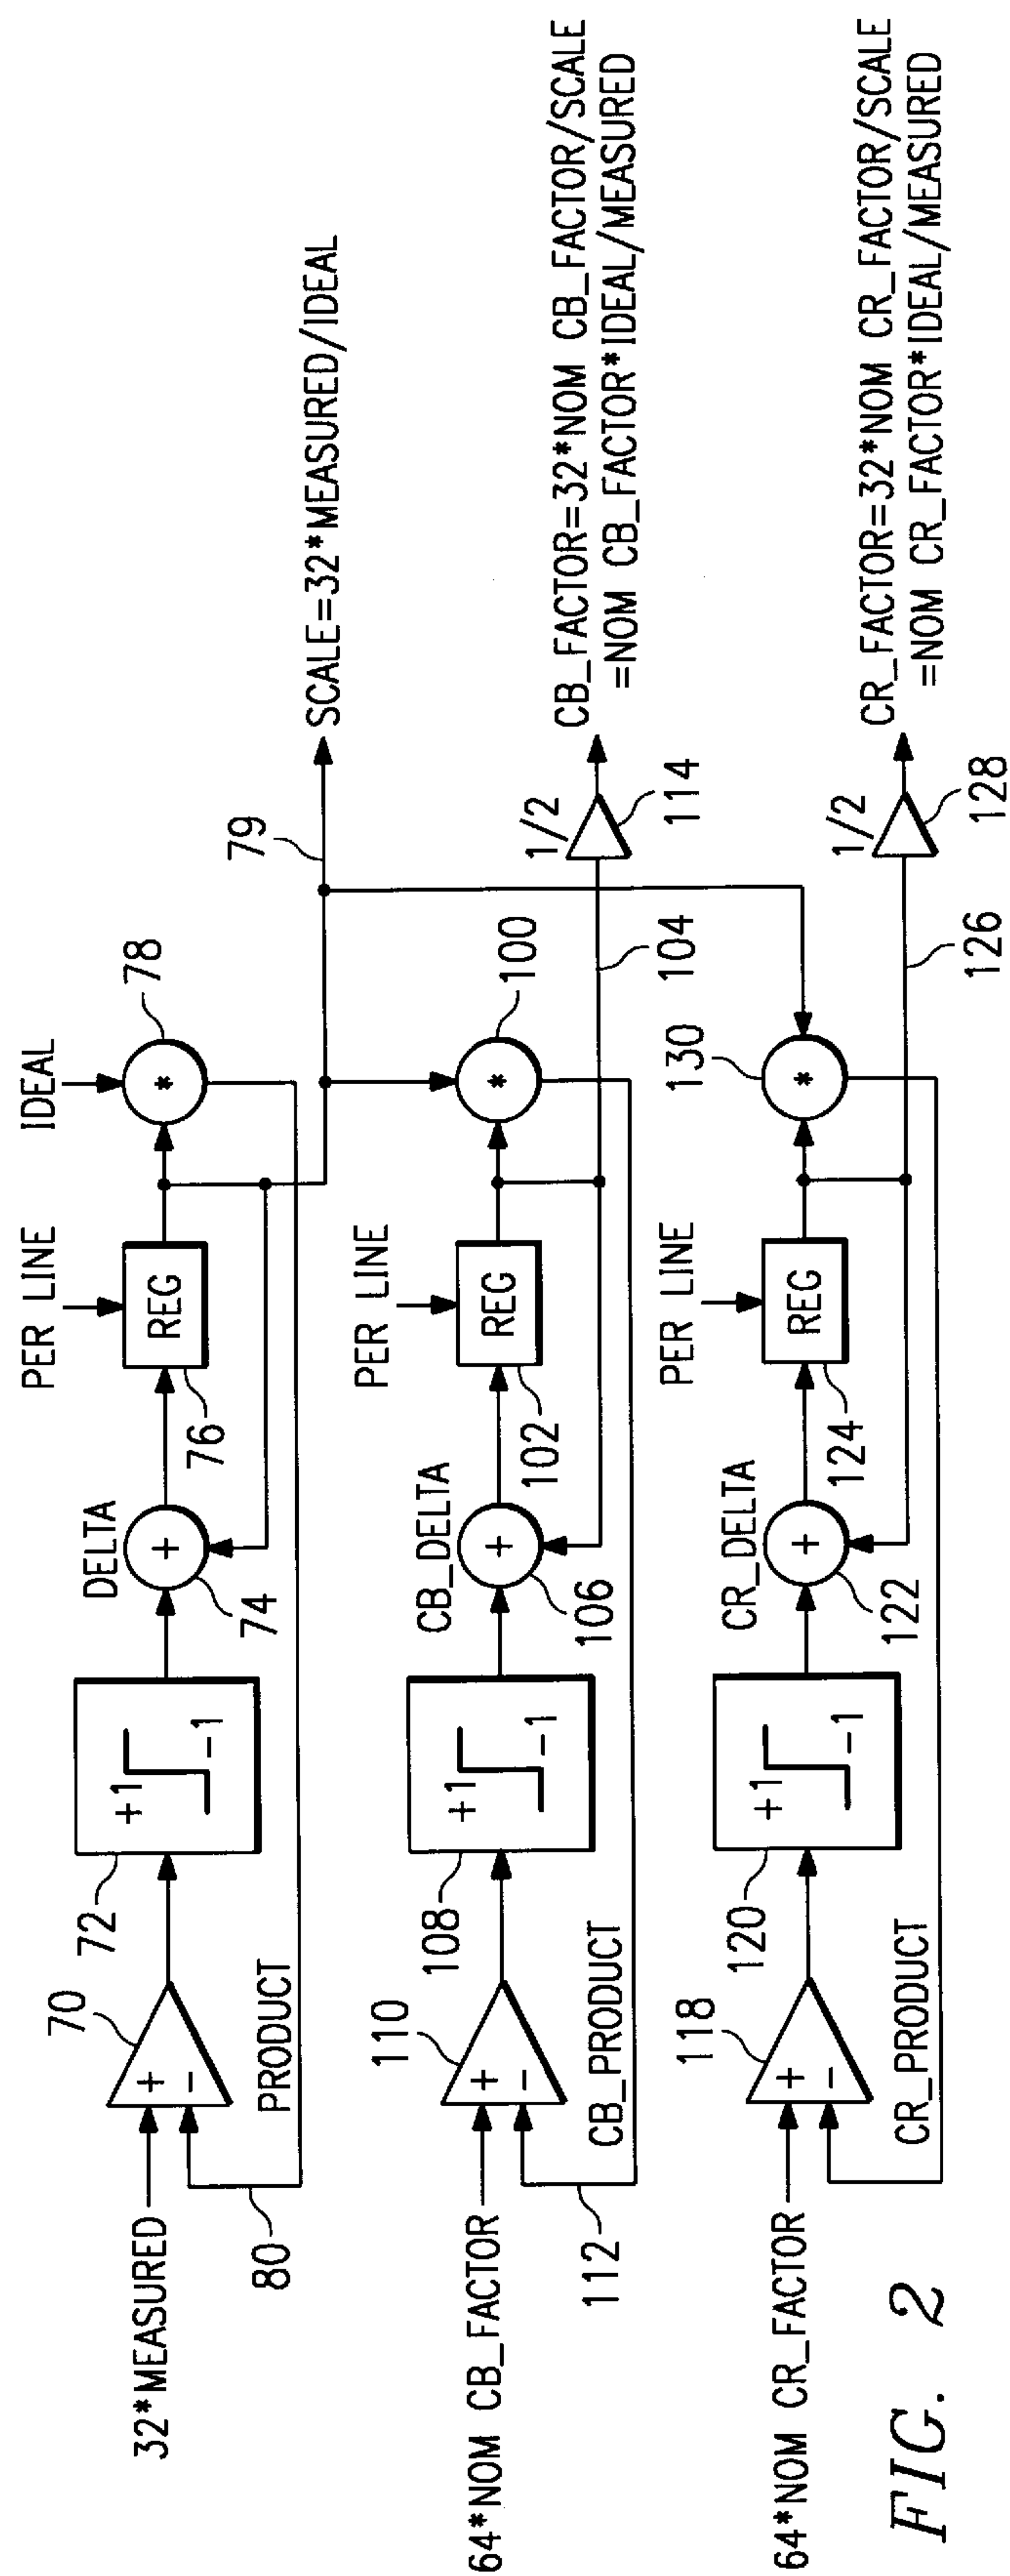 32*MEASURED
80
70
+
−
PRODUCT
72
+1
−1
DELTA
+
74
PER LINE
REG
76
IDEAL
*
78
79
SCALE=32*MEASURED/IDEAL
64*NOM CB_FACTOR
112
110
+
−
CB_PRODUCT
108
+1
−1
CB_DELTA
+
106
PER LINE
REG
102
*
100
104
1/2
114
CB_FACTOR=32*NOM CB_FACTOR/SCALE
=NOM CB_FACTOR*IDEAL/MEASURED
64*NOM CR_FACTOR
118
+
−
CR_PRODUCT
120
+1
−1
CR_DELTA
+
122
PER LINE
REG
124
*
130
126
1/2
128
CR_FACTOR=32*NOM CR_FACTOR/SCALE
=NOM CR_FACTOR*IDEAL/MEASURED
FIG. 2